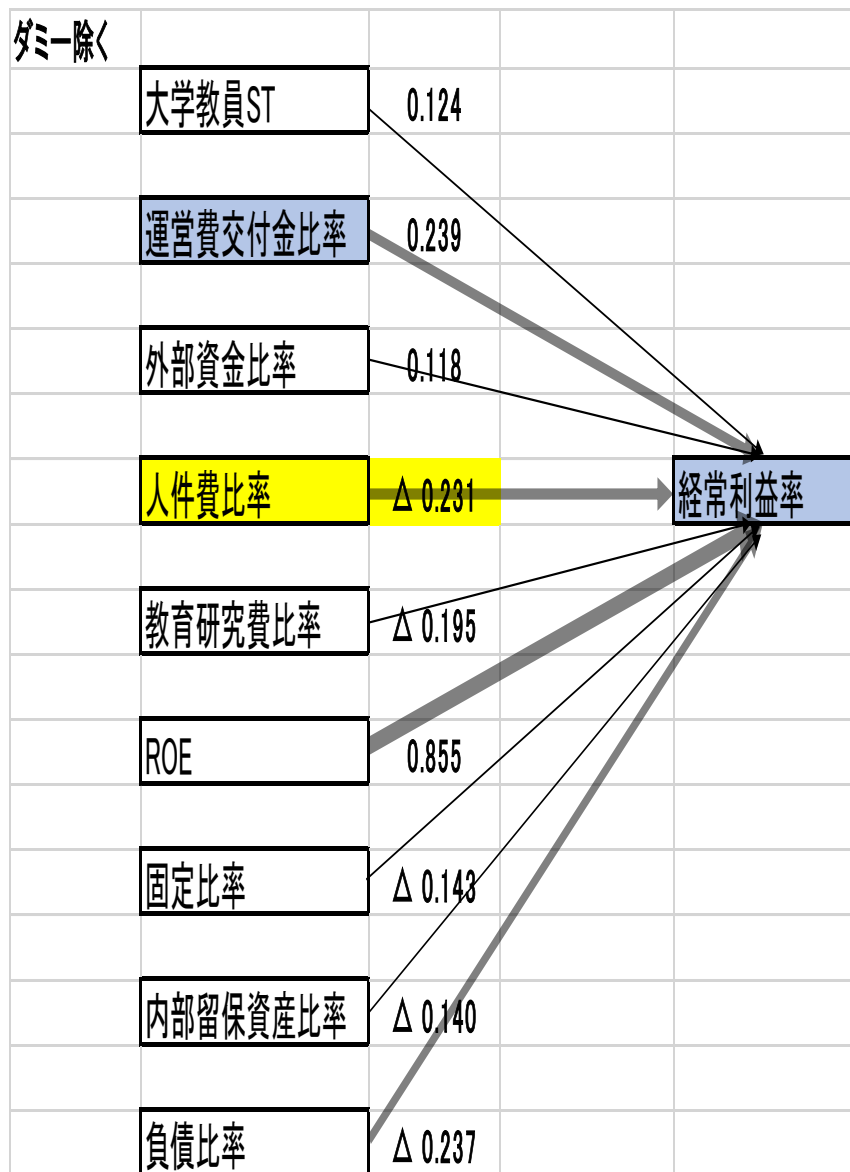 ダミー除く
大学教員ST 0.124
運営費交付金比率 0.239
外部資金比率 0.118
人件費比率 △ 0.231 経常利益率
教育研究費比率 △ 0.195
ROE 0.855
固定比率 △ 0.143
内部留保資産比率 △ 0.140
負債比率 △ 0.237